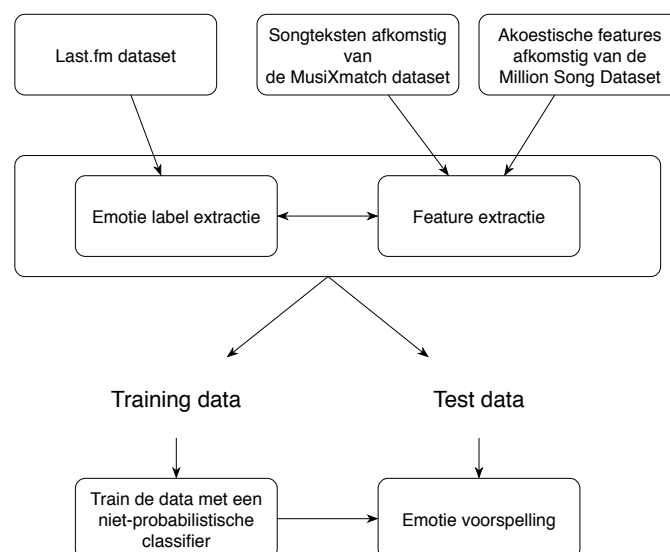 Last.fm dataset
Songteksten afkomstig
van
de MusiXmatch dataset
Akoestische features
afkomstig van de
Million Song Dataset
Emotie label extractie
Feature extractie
Training data
Test data
Train de data met een
niet-probabilistische
classifier
Emotie voorspelling